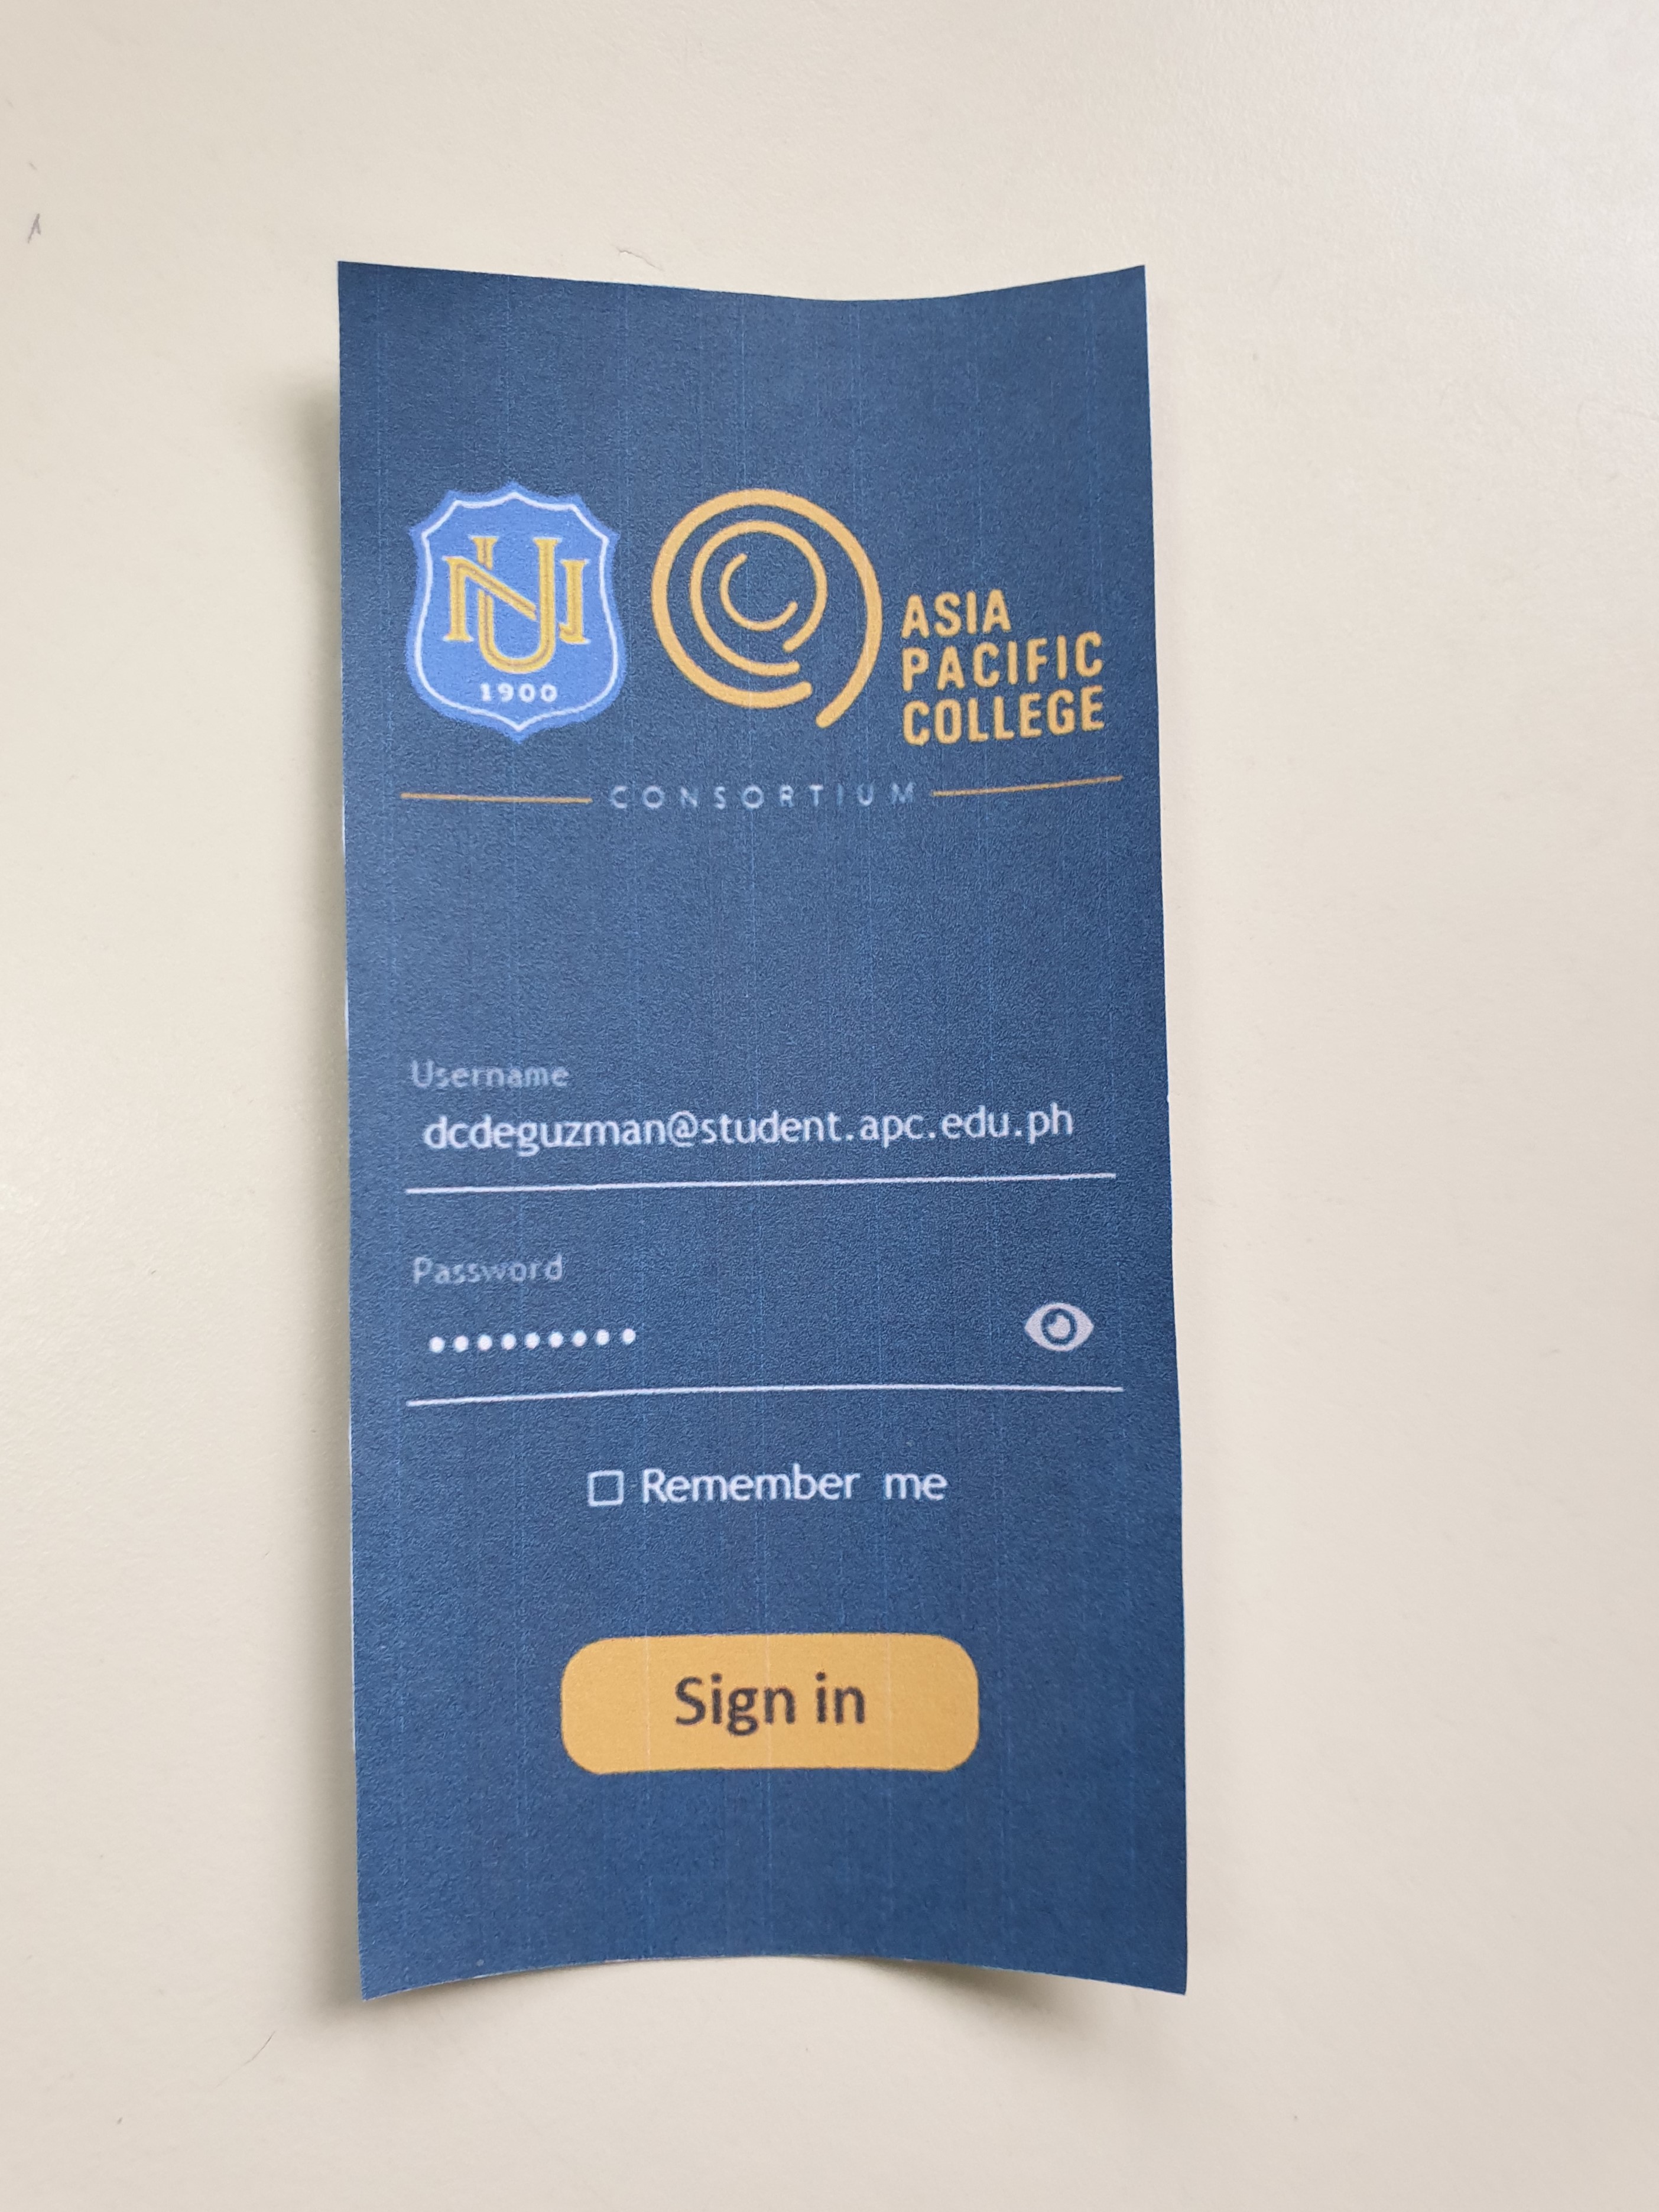 NU
1900
ASIA
PACIFIC
COLLEGE
CONSORTIUM
Username
dcdeguzman@student.apc.edu.ph
Password
•••••••••
Remember me
Sign in